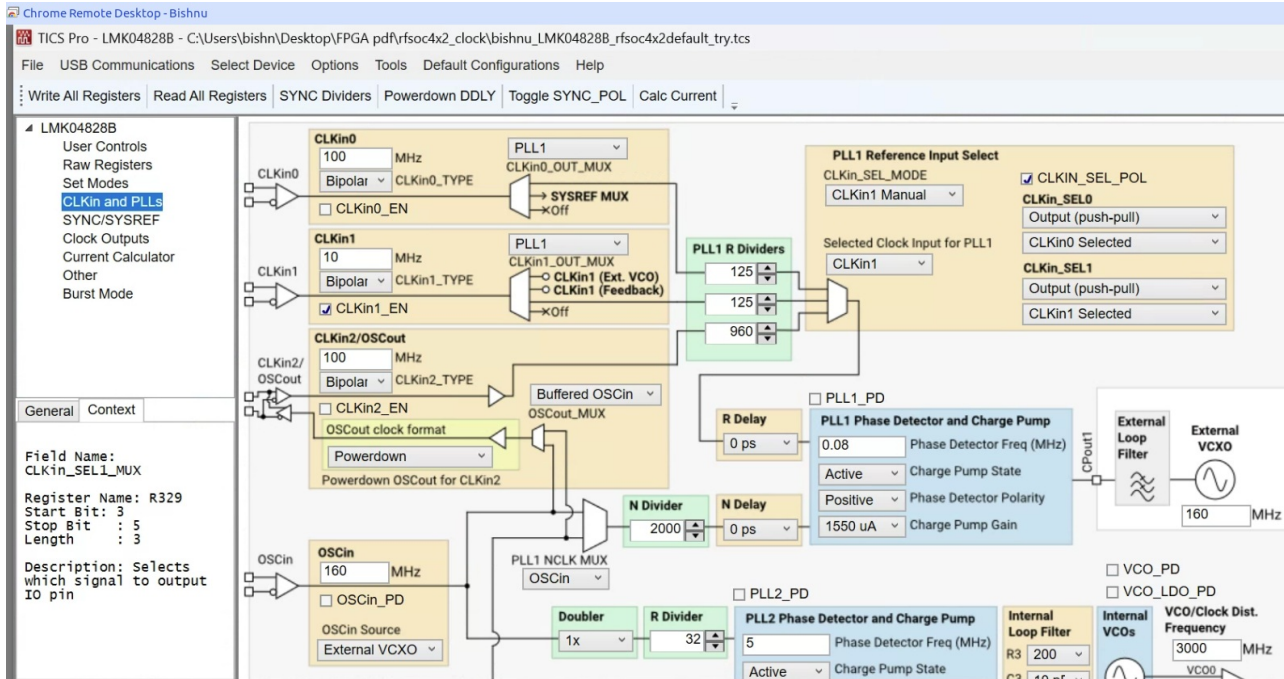 Chrome Remote Desktop - Bishnu
TICS Pro - LMK04828B - C:\Users\bishn\Desktop\FPGA pdf\rfsoc4x2_clock\bishnu_LMK04828B_rfsoc4x2default_try.tcs
File USB Communications Select Device Options Tools Default Configurations Help
Write All Registers Read All Registers SYNC Dividers Powerdown DDLY Toggle SYNC_POL Calc Current
LMK04828B
User Controls
Raw Registers
Set Modes
CLKin and PLLs
SYNC/SYSREF
Clock Outputs
Current Calculator
Other
Burst Mode
General Context
Field Name:
CLKin_SEL1_MUX
Register Name: R329
Start Bit: 3
Stop Bit : 5
Length : 3
Description: Selects
which signal to output
IO pin
CLKin0
CLKin0
100 MHz
Bipolar CLKin0_TYPE
CLKin0_EN
PLL1
CLKin0_OUT_MUX
SYSREF MUX
Off
CLKin1
CLKin1
10 MHz
Bipolar CLKin1_TYPE
CLKin1_EN
PLL1
CLKin1_OUT_MUX
CLKin1 (Ext. VCO)
CLKin1 (Feedback)
Off
CLKin2/
OSCout
CLKin2/OSCout
100 MHz
Bipolar CLKin2_TYPE
CLKin2_EN
OSCout clock format
Powerdown
Powerdown OSCout for CLKin2
Buffered OSCin
OSCout_MUX
PLL1 R Dividers
125
125
960
PLL1 Reference Input Select
CLKin_SEL_MODE
CLKin1 Manual
Selected Clock Input for PLL1
CLKin1
CLKIN_SEL_POL
CLKin_SEL0
Output (push-pull)
CLKin0 Selected
CLKin_SEL1
Output (push-pull)
CLKin1 Selected
R Delay
0 ps
PLL1_PD
PLL1 Phase Detector and Charge Pump
0.08 Phase Detector Freq (MHz)
Active Charge Pump State
Positive Phase Detector Polarity
1550 uA Charge Pump Gain
CPout1
External
Loop
Filter
External
VCXO
160 MHz
N Divider
2000
N Delay
0 ps
PLL1 NCLK MUX
OSCin
OSCin
OSCin
160 MHz
OSCin_PD
OSCin Source
External VCXO
Doubler
1x
R Divider
32
PLL2_PD
PLL2 Phase Detector and Charge Pump
5 Phase Detector Freq (MHz)
Active Charge Pump State
Internal
Loop Filter
R3 200
VCO_PD
VCO_LDO_PD
Internal
VCOs
VCO/Clock Dist.
Frequency
3000 MHz
VCO0